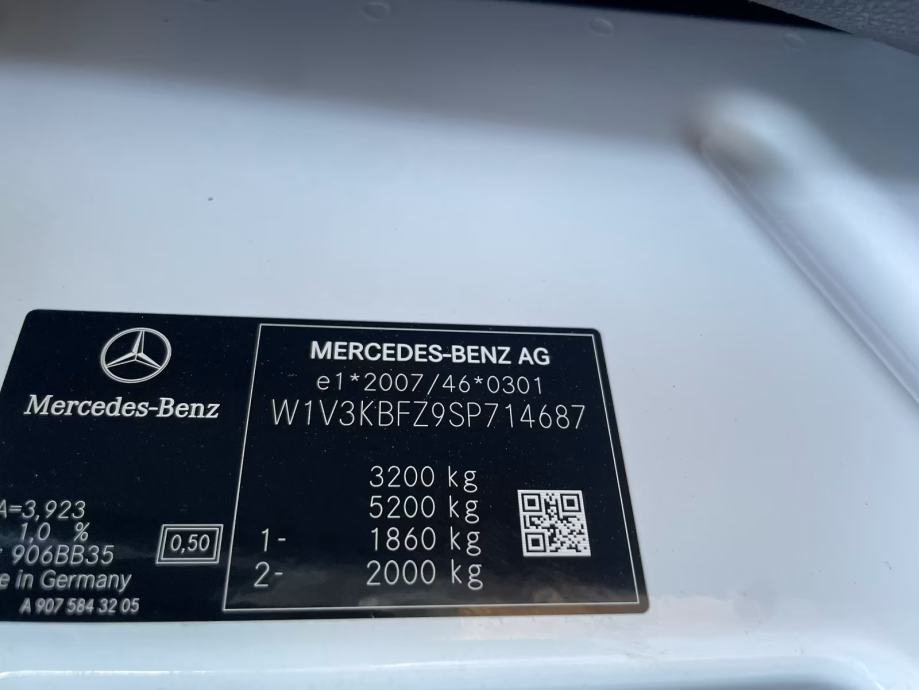 Mercedes-Benz
MERCEDES-BENZ AG
e1*2007/46*0301
W1V3KBFZ9SP714687
3200 kg
5200 kg
1- 1860 kg
2- 2000 kg
A=3,923
1,0 %
906BB35
0,50
in Germany
A 907 584 32 05